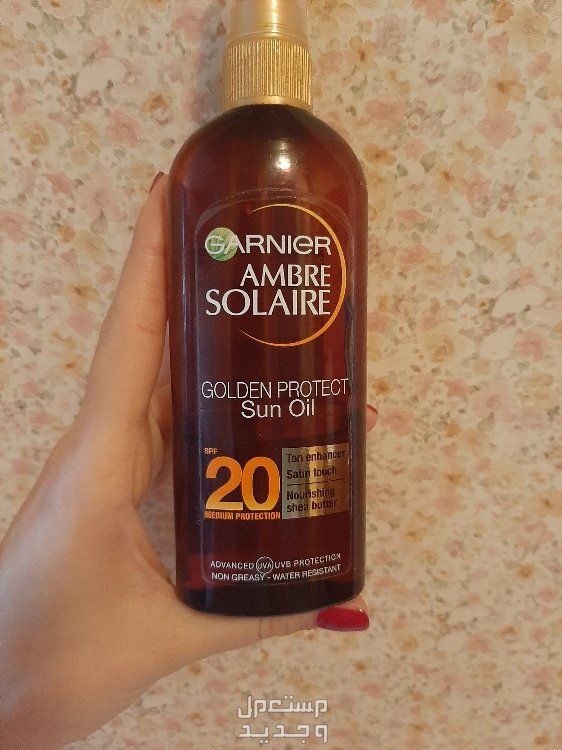 GARNIER
AMBRE
SOLAIRE
GOLDEN PROTECT
Sun Oil
SPF
20
MEDIUM PROTECTION
Tan enhancer
Satin touch
Nourishing
shea butter
ADVANCED UVA UVB PROTECTION
NON GREASY - WATER RESISTANT
مستعمل
وجديد